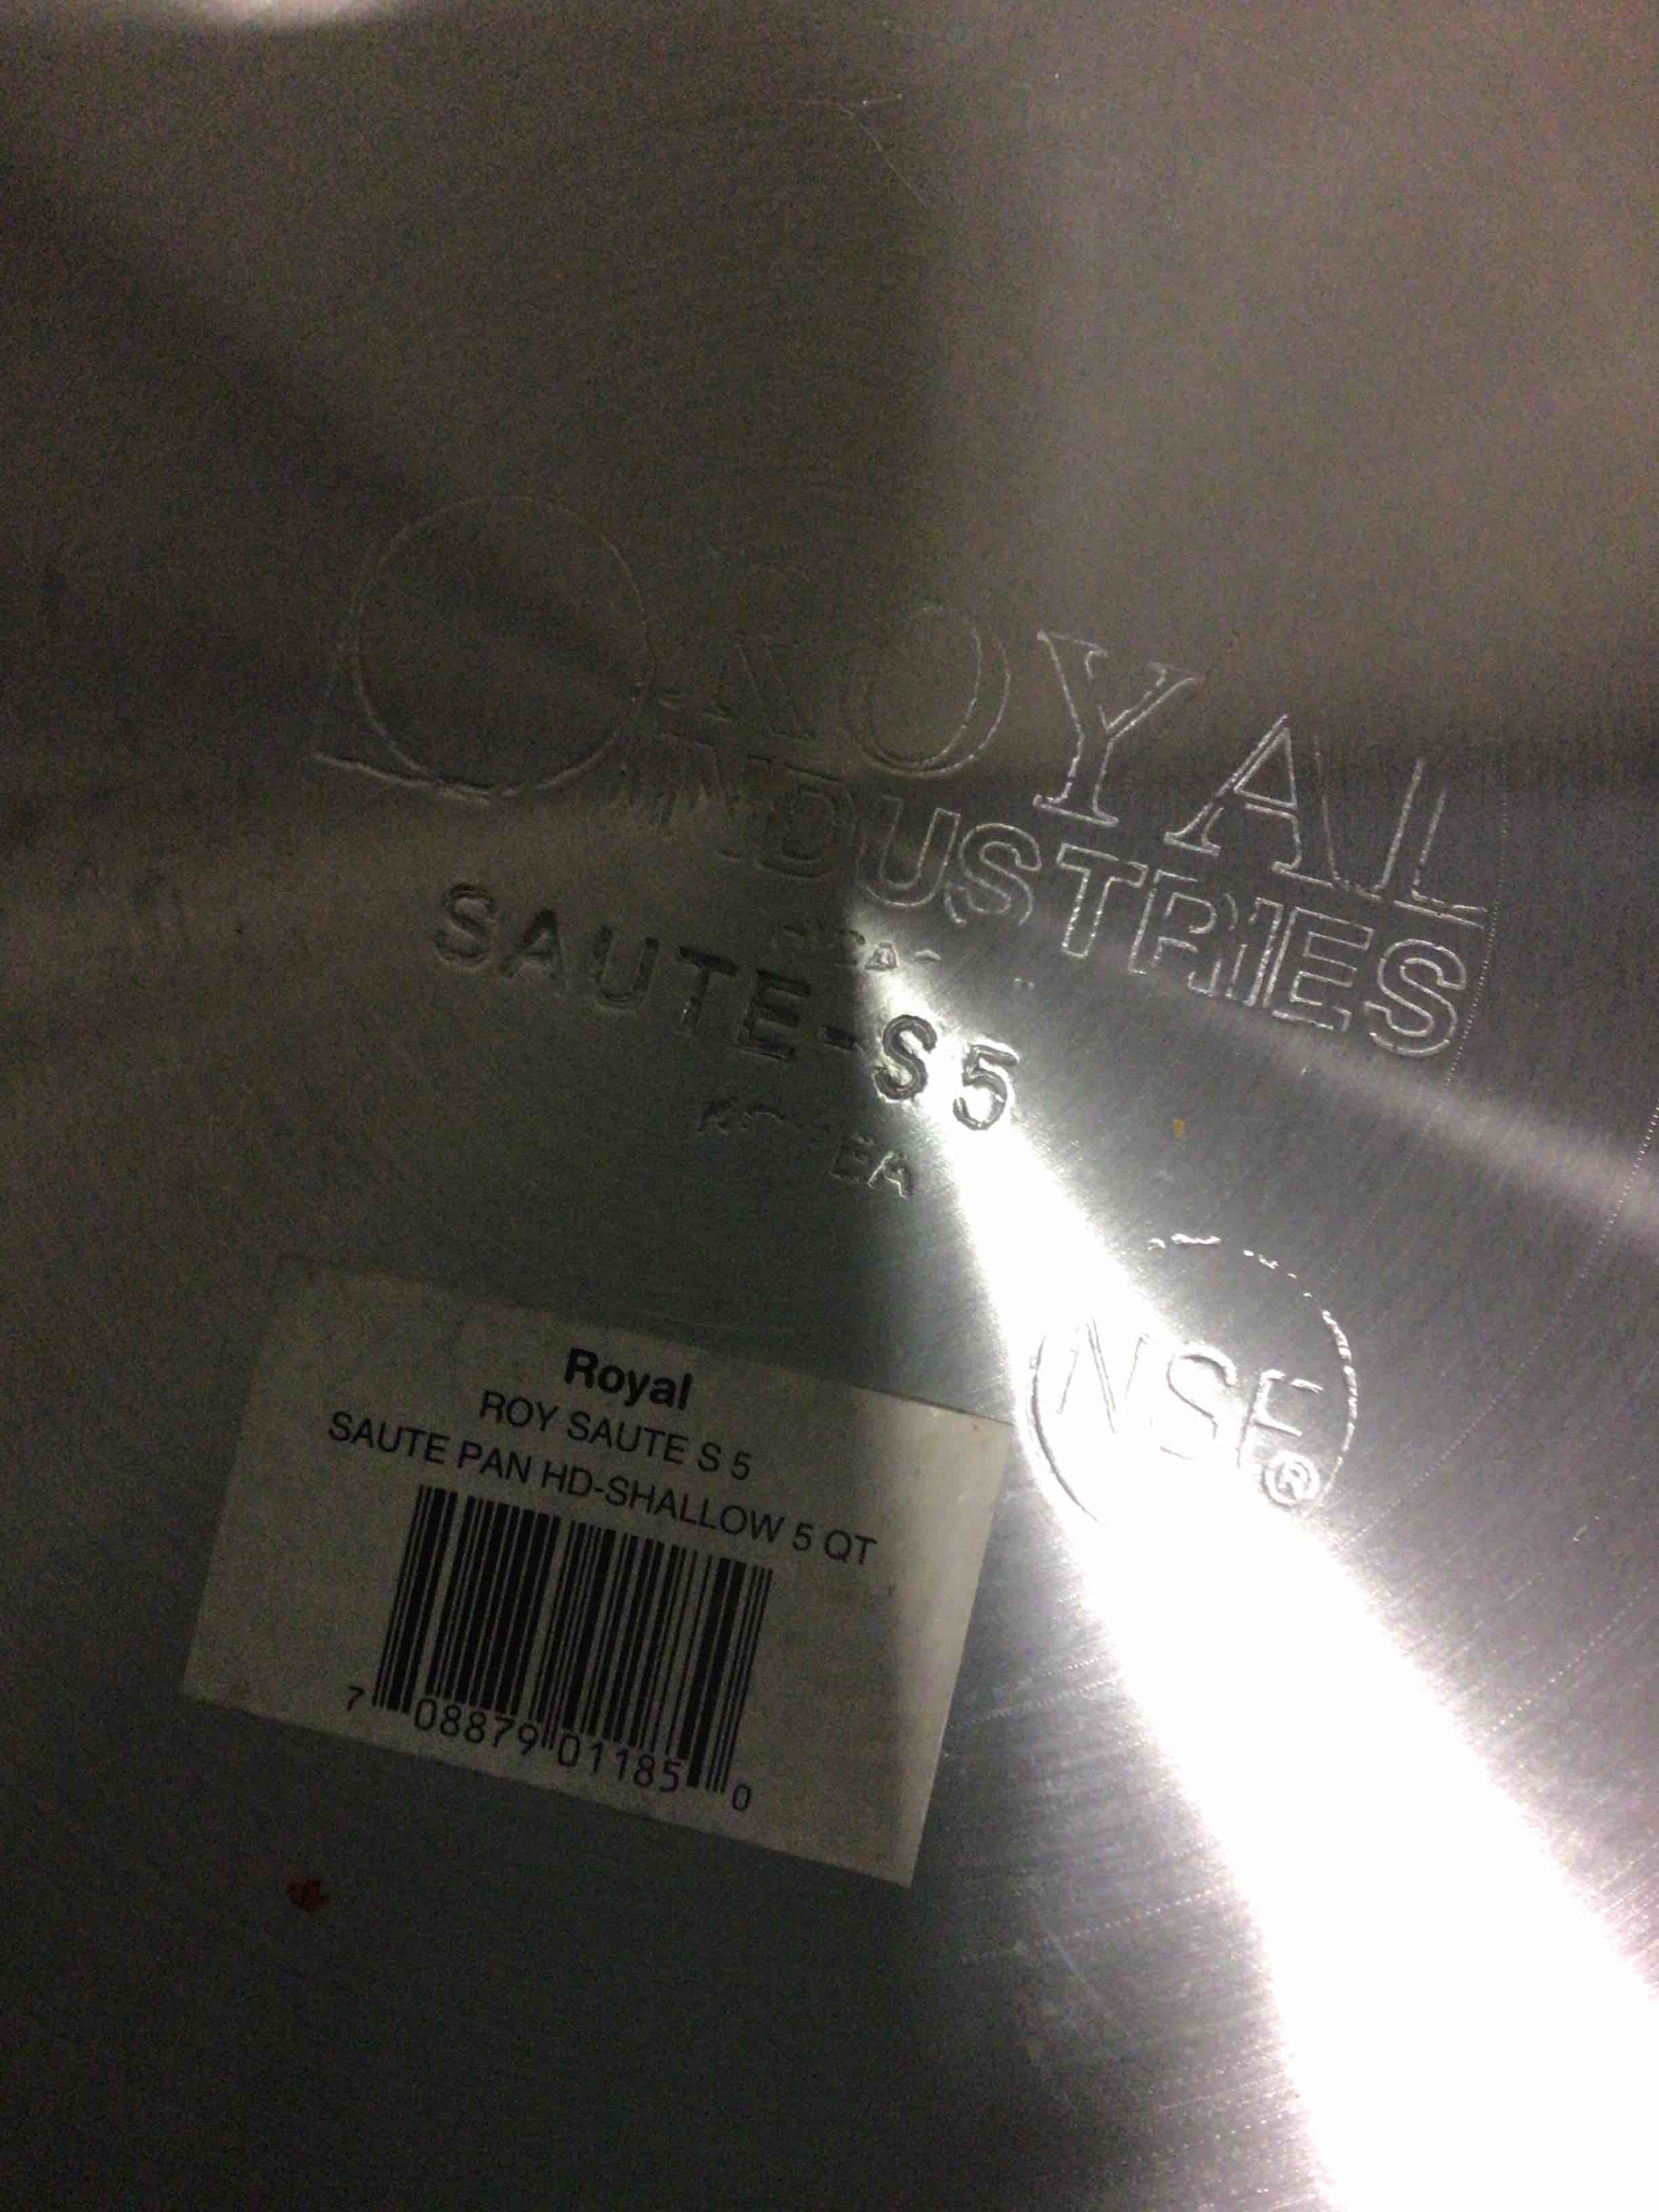 ROYAL
INDUSTRIES
SAUTE-S5
NSF®
Royal
ROY SAUTE S 5
SAUTE PAN HD-SHALLOW 5 QT
7 08879 01185 0